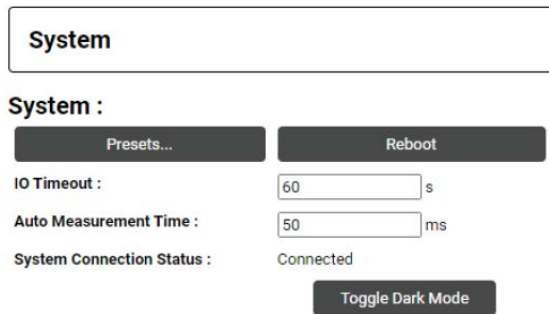 System
System :
Presets... Reboot
IO Timeout : 60 s
Auto Measurement Time : 50 ms
System Connection Status : Connected
Toggle Dark Mode